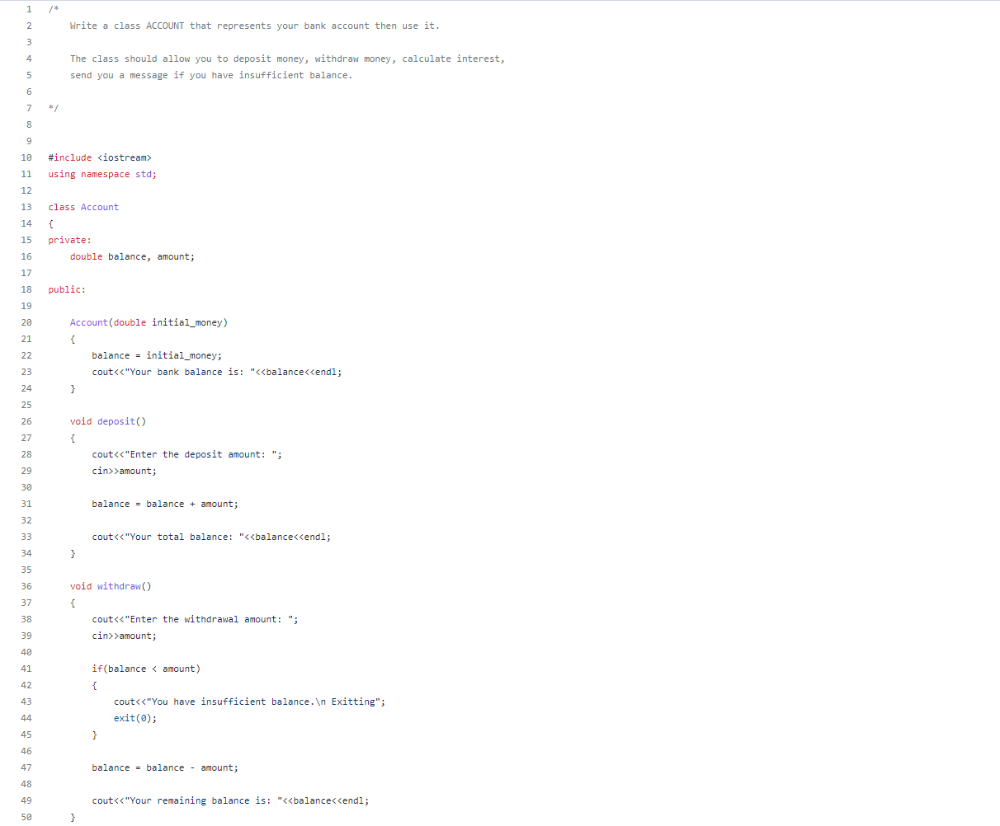 1 /*
2 Write a class ACCOUNT that represents your bank account then use it.
3
4 The class should allow you to deposit money, withdraw money, calculate interest,
5 send you a message if you have insufficient balance.
6
7 */
8
9
10 #include <iostream>
11 using namespace std;
12
13 class Account
14 {
15 private:
16 double balance, amount;
17
18 public:
19
20 Account(double initial_money)
21 {
22 balance = initial_money;
23 cout<<"Your bank balance is: "<<balance<<endl;
24 }
25
26 void deposit()
27 {
28 cout<<"Enter the deposit amount: ";
29 cin>>amount;
30
31 balance = balance + amount;
32
33 cout<<"Your total balance: "<<balance<<endl;
34 }
35
36 void withdraw()
37 {
38 cout<<"Enter the withdrawal amount: ";
39 cin>>amount;
40
41 if(balance < amount)
42 {
43 cout<<"You have insufficient balance.\n Exitting";
44 exit(0);
45 }
46
47 balance = balance - amount;
48
49 cout<<"Your remaining balance is: "<<balance<<endl;
50 }